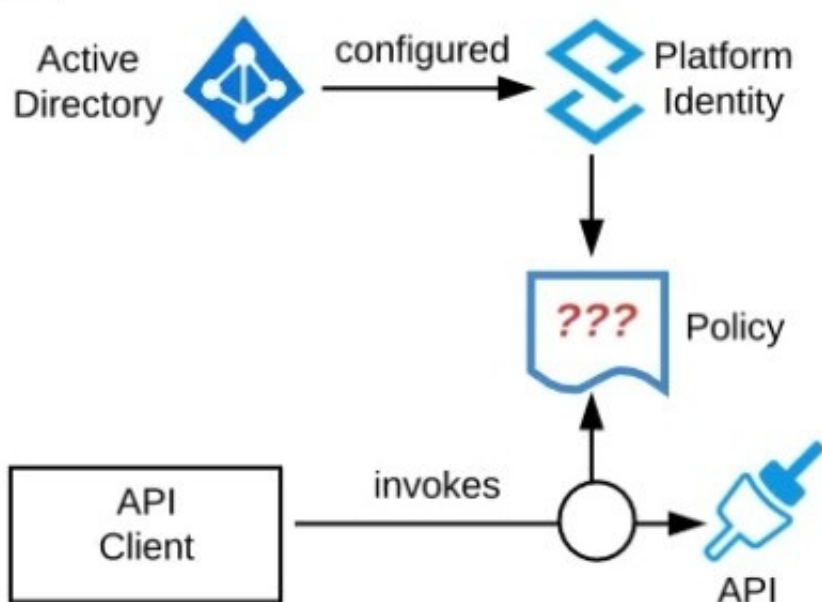 Active
Directory
configured
Platform
Identity
???
Policy
API
Client
invokes
API